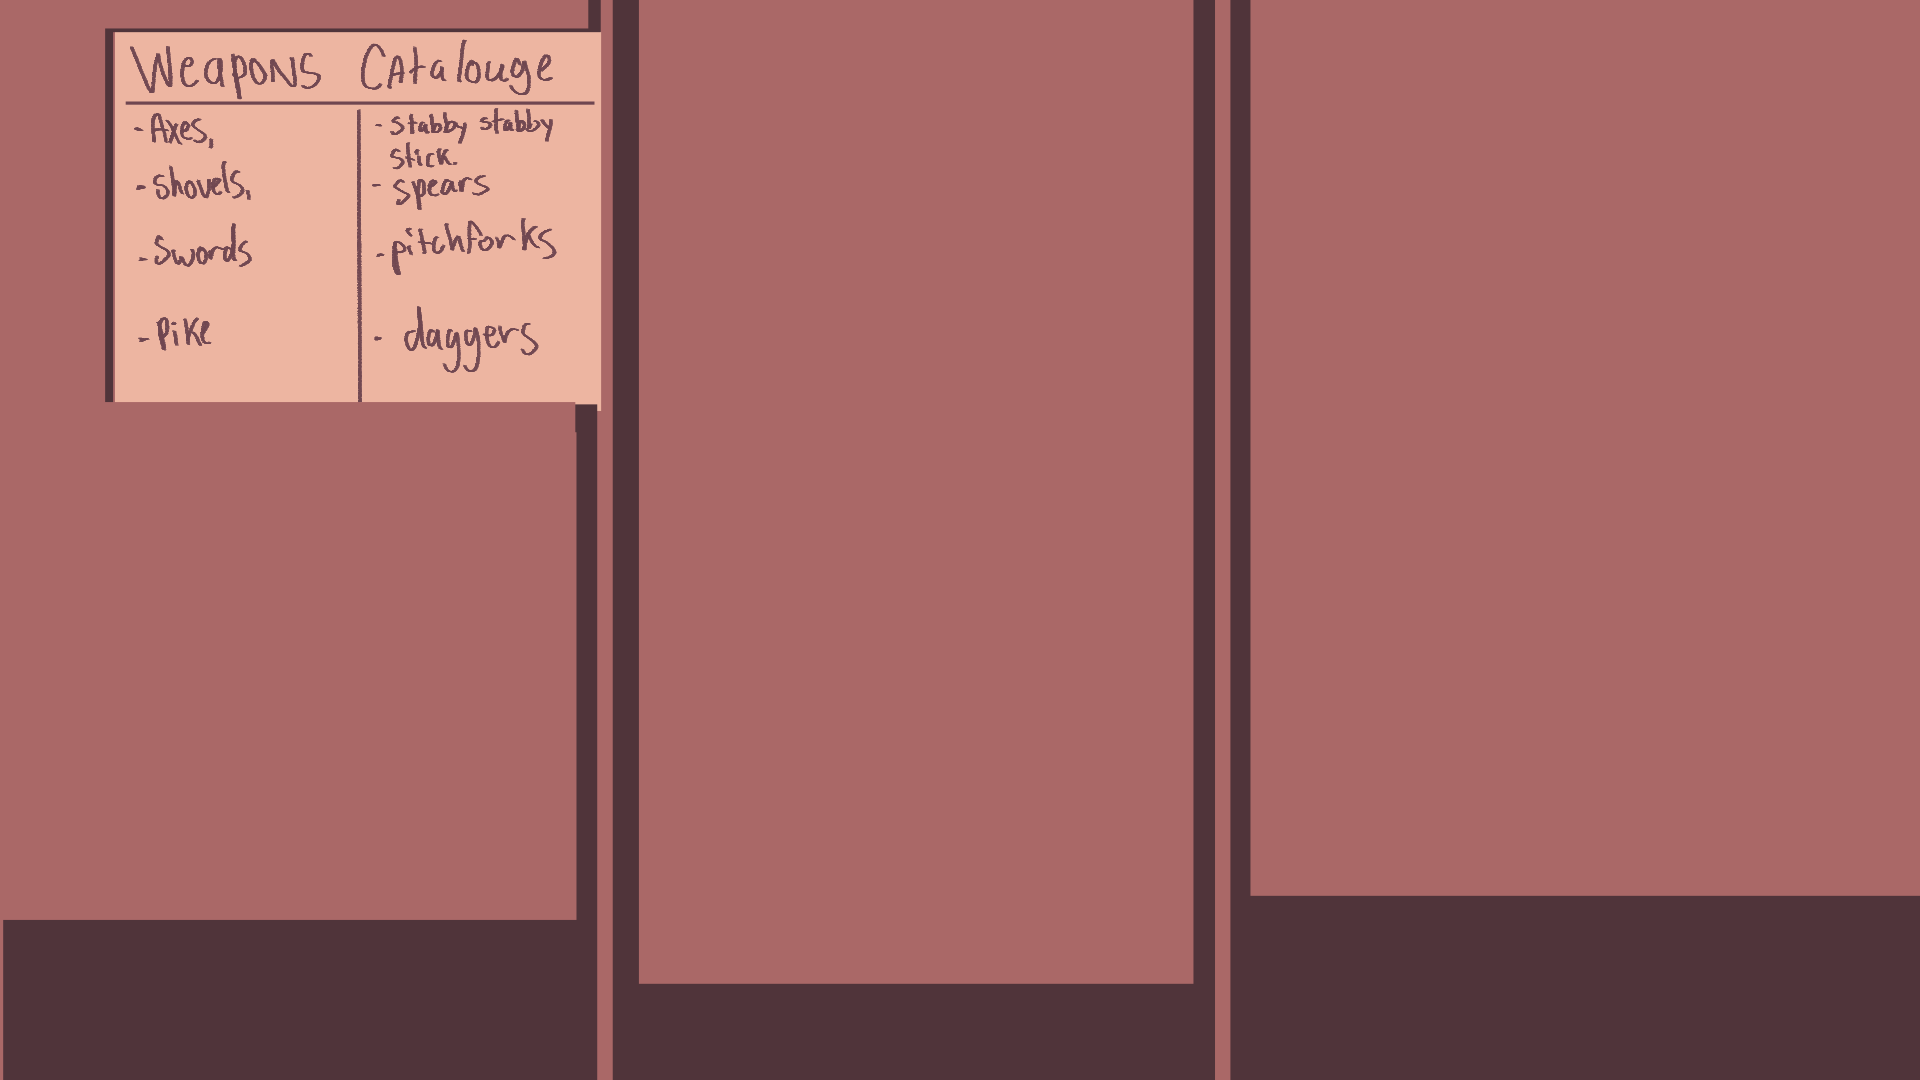 Weapons Catalouge
- Axes,
- shovels,
- Swords
- Pike
- stabby stabby
stick.
- spears
- pitchforks
- daggers